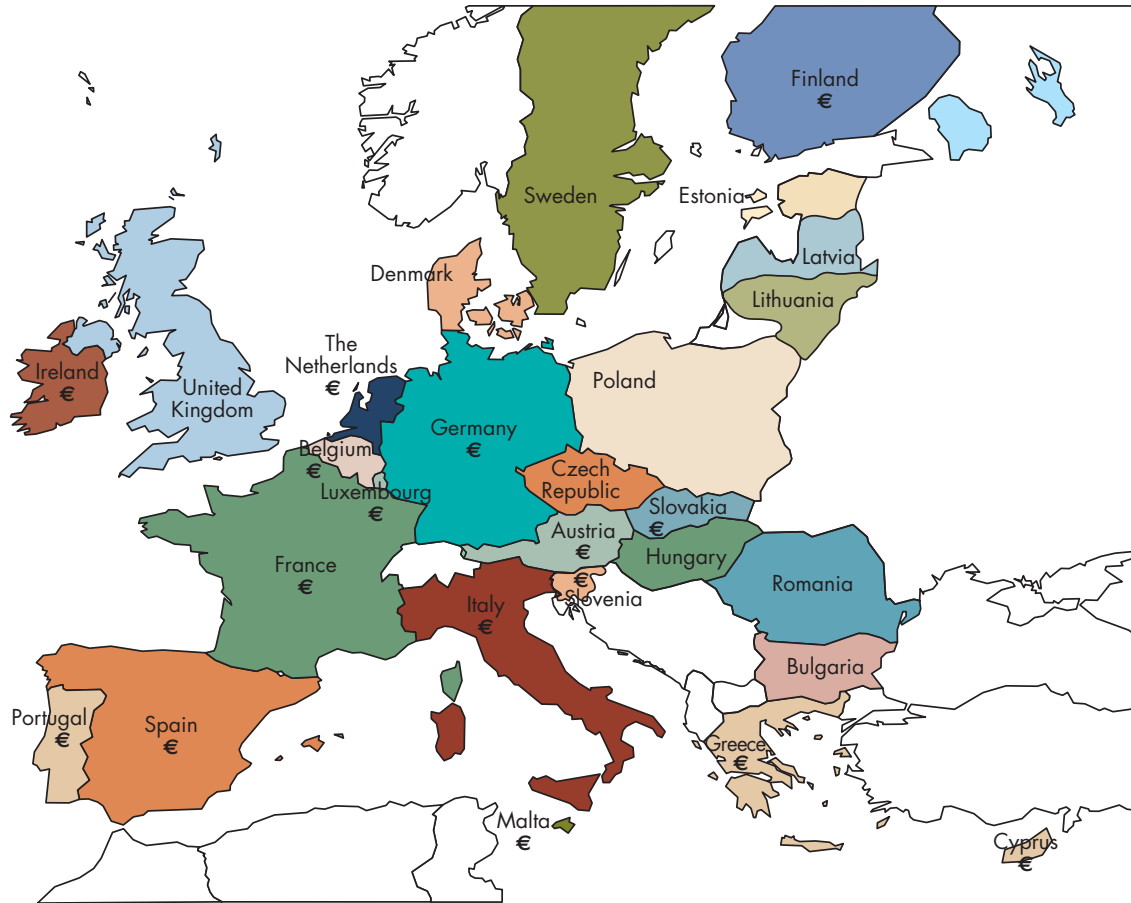 Finland
€
Sweden
Estonia
Latvia
Denmark
Lithuania
The
Netherlands
€
Ireland
€
United
Kingdom
Poland
Germany
€
Belgium
€
Czech
Republic
Luxembourg
€
Slovakia
€
Austria
€
Hungary
France
€
€
Slovenia
Romania
Italy
€
Bulgaria
Portugal
€
Spain
€
Greece
€
Malta
€
Cyprus
€